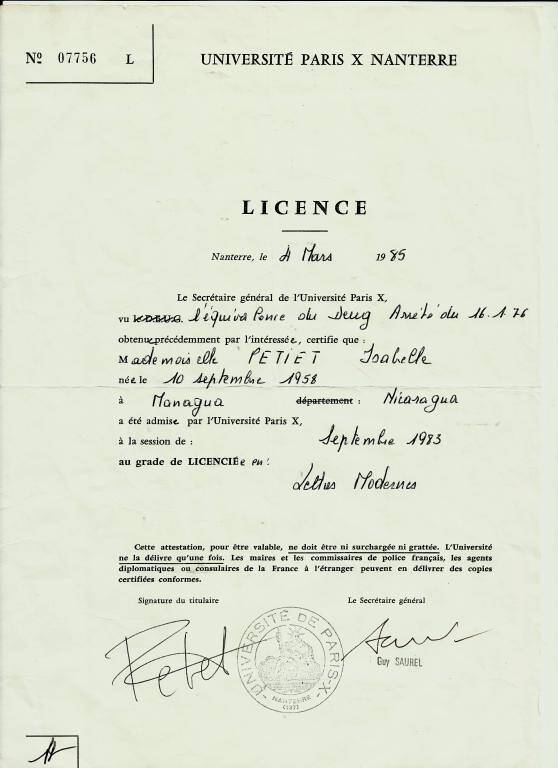 Nº 07756 L
UNIVERSITÉ PARIS X NANTERRE
LICENCE
Nanterre, le 4 Mars 1985
Le Secrétaire général de l'Université Paris X,
vu le D.E.U.G. l'équivalence du Deug Arrêté du 16.1.76
obtenue précédemment par l'intéressée, certifie que :
Mademoiselle PETIET Isabelle
née le 10 septembre 1958
à Managua département : Nicaragua
a été admise par l'Université Paris X,
à la session de : Septembre 1983
au grade de LICENCIÉe en :
Lettres Modernes
Cette attestation, pour être valable, ne doit être ni surchargée ni grattée. L'Université
ne la délivre qu'une fois. Les maires et les commissaires de police français, les agents
diplomatiques ou consulaires de la France à l'étranger peuvent en délivrer des copies
certifiées conformes.
Signature du titulaire Le Secrétaire général
UNIVERSITÉ DE PARIS-X
NANTERRE
Guy SAUREL